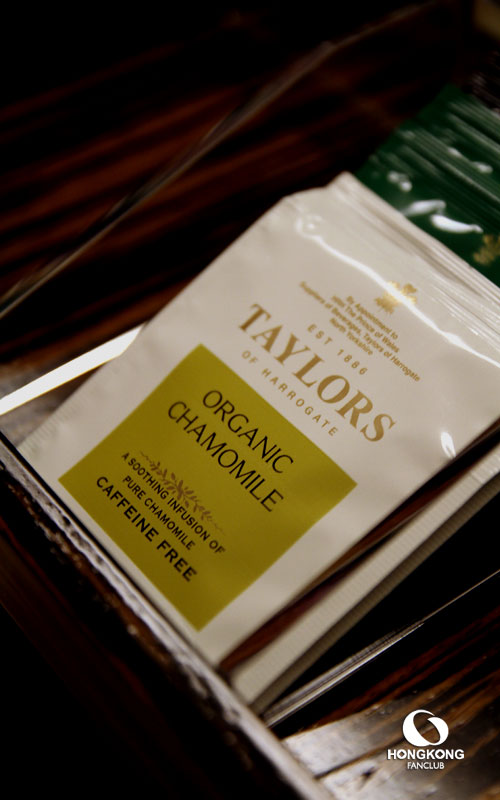 By Appointment to
HRH The Prince of Wales
Suppliers of Beverages, Taylors of Harrogate
North Yorkshire
EST 1886
TAYLORS
OF HARROGATE
ORGANIC
CHAMOMILE
A SOOTHING INFUSION OF
PURE CHAMOMILE
CAFFEINE FREE
HONGKONG
FANCLUB